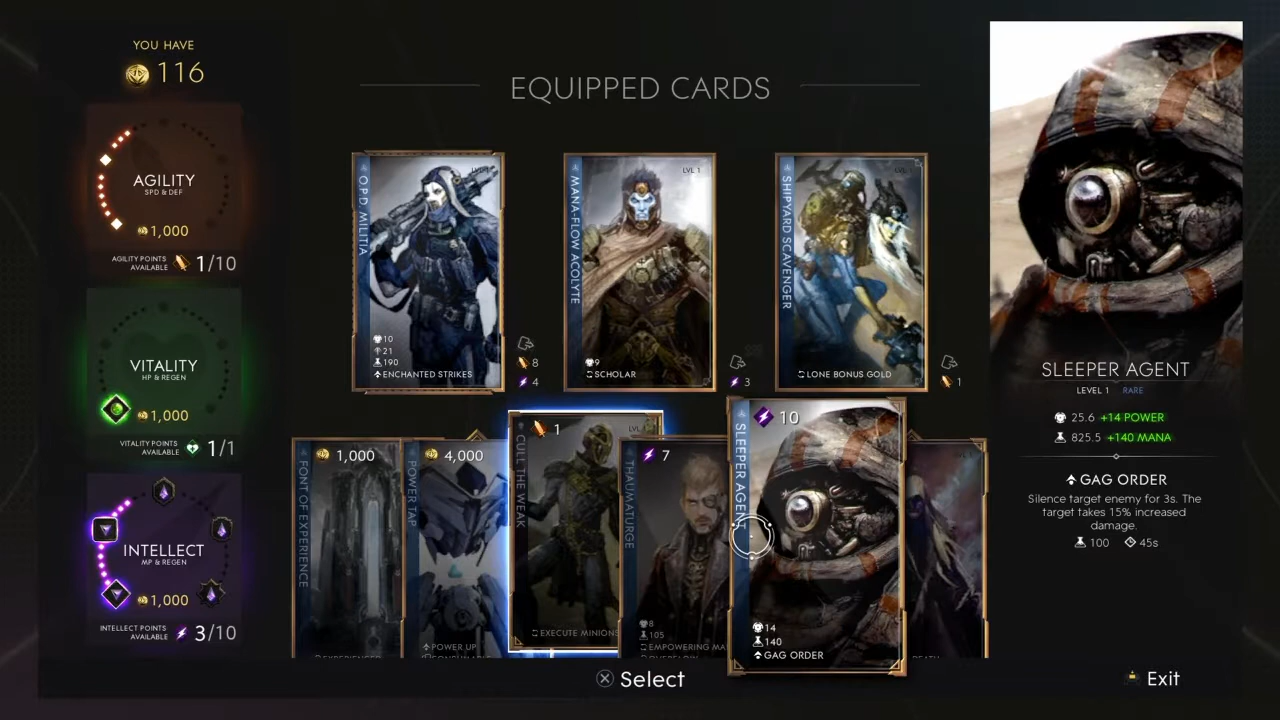 YOU HAVE
116
AGILITY
SPD & DEF
1,000
AGILITY POINTS
AVAILABLE
1/10
VITALITY
HP & REGEN
1,000
VITALITY POINTS
AVAILABLE
1/1
INTELLECT
MP & REGEN
1,000
INTELLECT POINTS
AVAILABLE
3/10
EQUIPPED CARDS
O.P.D. MILITIA
10
21
190
ENCHANTED STRIKES
8
4
MANA-FLOW ACOLYTE
LVL 1
9
SCHOLAR
3
SHIPYARD SCAVENGER
LONE BONUS GOLD
1
FONT OF EXPERIENCE
1,000
EXPERIENCED
POWER TAP
4,000
POWER UP
CULL THE WEAK
1
EXECUTE MINIONS
THAUMATURGE
7
8
105
SLEEPER AGENT
10
14
140
GAG ORDER
SLEEPER AGENT
LEVEL 1 RARE
25.6 +14 POWER
825.5 +140 MANA
GAG ORDER
Silence target enemy for 3s. The
target takes 15% increased
damage.
100 45s
Select
Exit